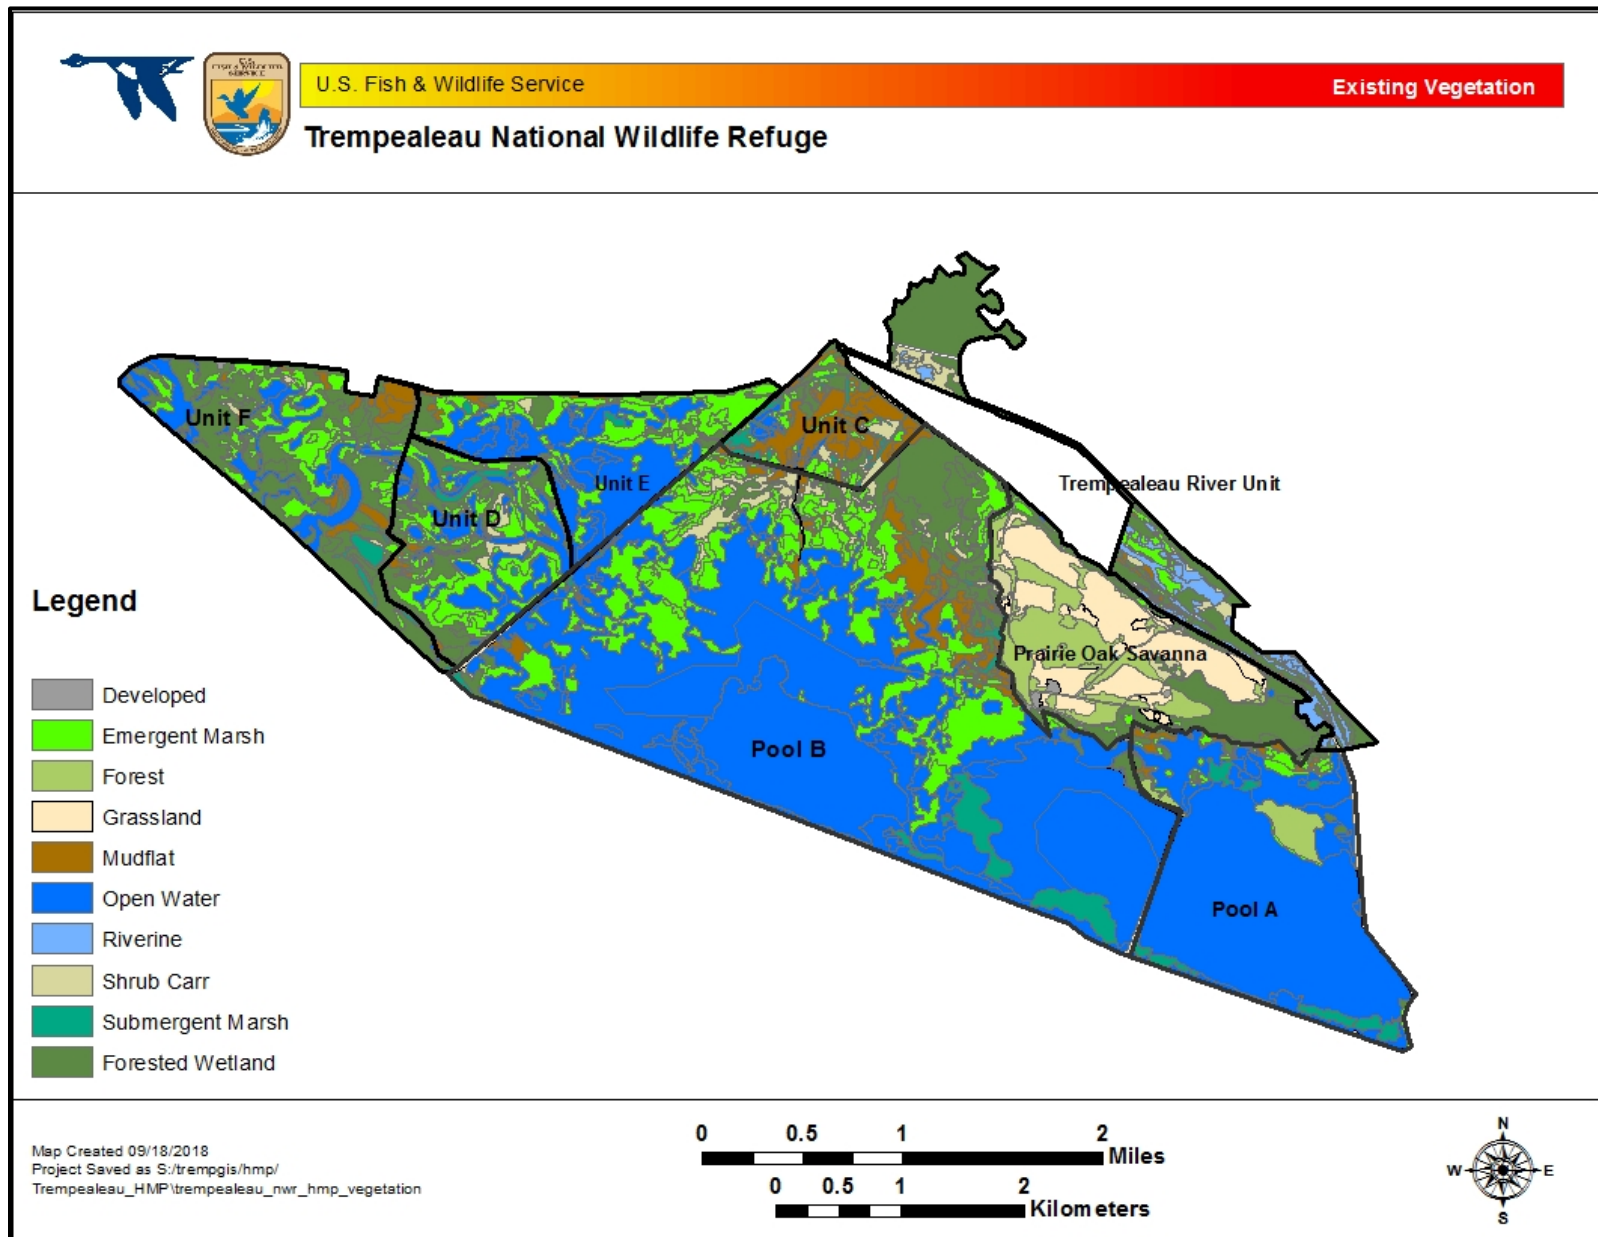 U.S.
FISH & WILDLIFE
SERVICE
U.S. Fish & Wildlife Service
Existing Vegetation
Trempealeau National Wildlife Refuge
Unit F
Unit C
Trempealeau River Unit
Unit E
Unit D
Prairie Oak Savanna
Pool B
Pool A
Legend
Developed
Emergent Marsh
Forest
Grassland
Mudflat
Open Water
Riverine
Shrub Carr
Submergent Marsh
Forested Wetland
Map Created 09/18/2018
Project Saved as S:/trempgis/hmp/
Trempealeau_HMP\trempealeau_nwr_hmp_vegetation
0 0.5 1 2
Miles
0 0.5 1 2
Kilometers
N
W E
S